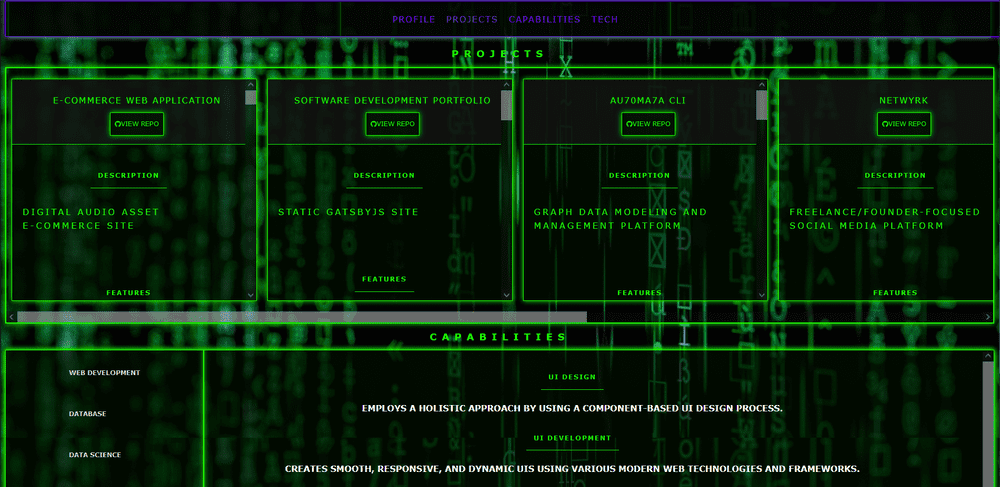 PROFILE PROJECTS CAPABILITIES TECH
PROJECTS
E-COMMERCE WEB APPLICATION
VIEW REPO
DESCRIPTION
DIGITAL AUDIO ASSET
E-COMMERCE SITE
FEATURES
SOFTWARE DEVELOPMENT PORTFOLIO
VIEW REPO
DESCRIPTION
STATIC GATSBYJS SITE
FEATURES
AU70MA7A CLI
VIEW REPO
DESCRIPTION
GRAPH DATA MODELING AND
MANAGEMENT PLATFORM
FEATURES
NETWYRK
VIEW REPO
DESCRIPTION
FREELANCE/FOUNDER-FOCUSED
SOCIAL MEDIA PLATFORM
FEATURES
CAPABILITIES
WEB DEVELOPMENT
DATABASE
DATA SCIENCE
UI DESIGN
EMPLOYS A HOLISTIC APPROACH BY USING A COMPONENT-BASED UI DESIGN PROCESS.
UI DEVELOPMENT
CREATES SMOOTH, RESPONSIVE, AND DYNAMIC UIS USING VARIOUS MODERN WEB TECHNOLOGIES AND FRAMEWORKS.